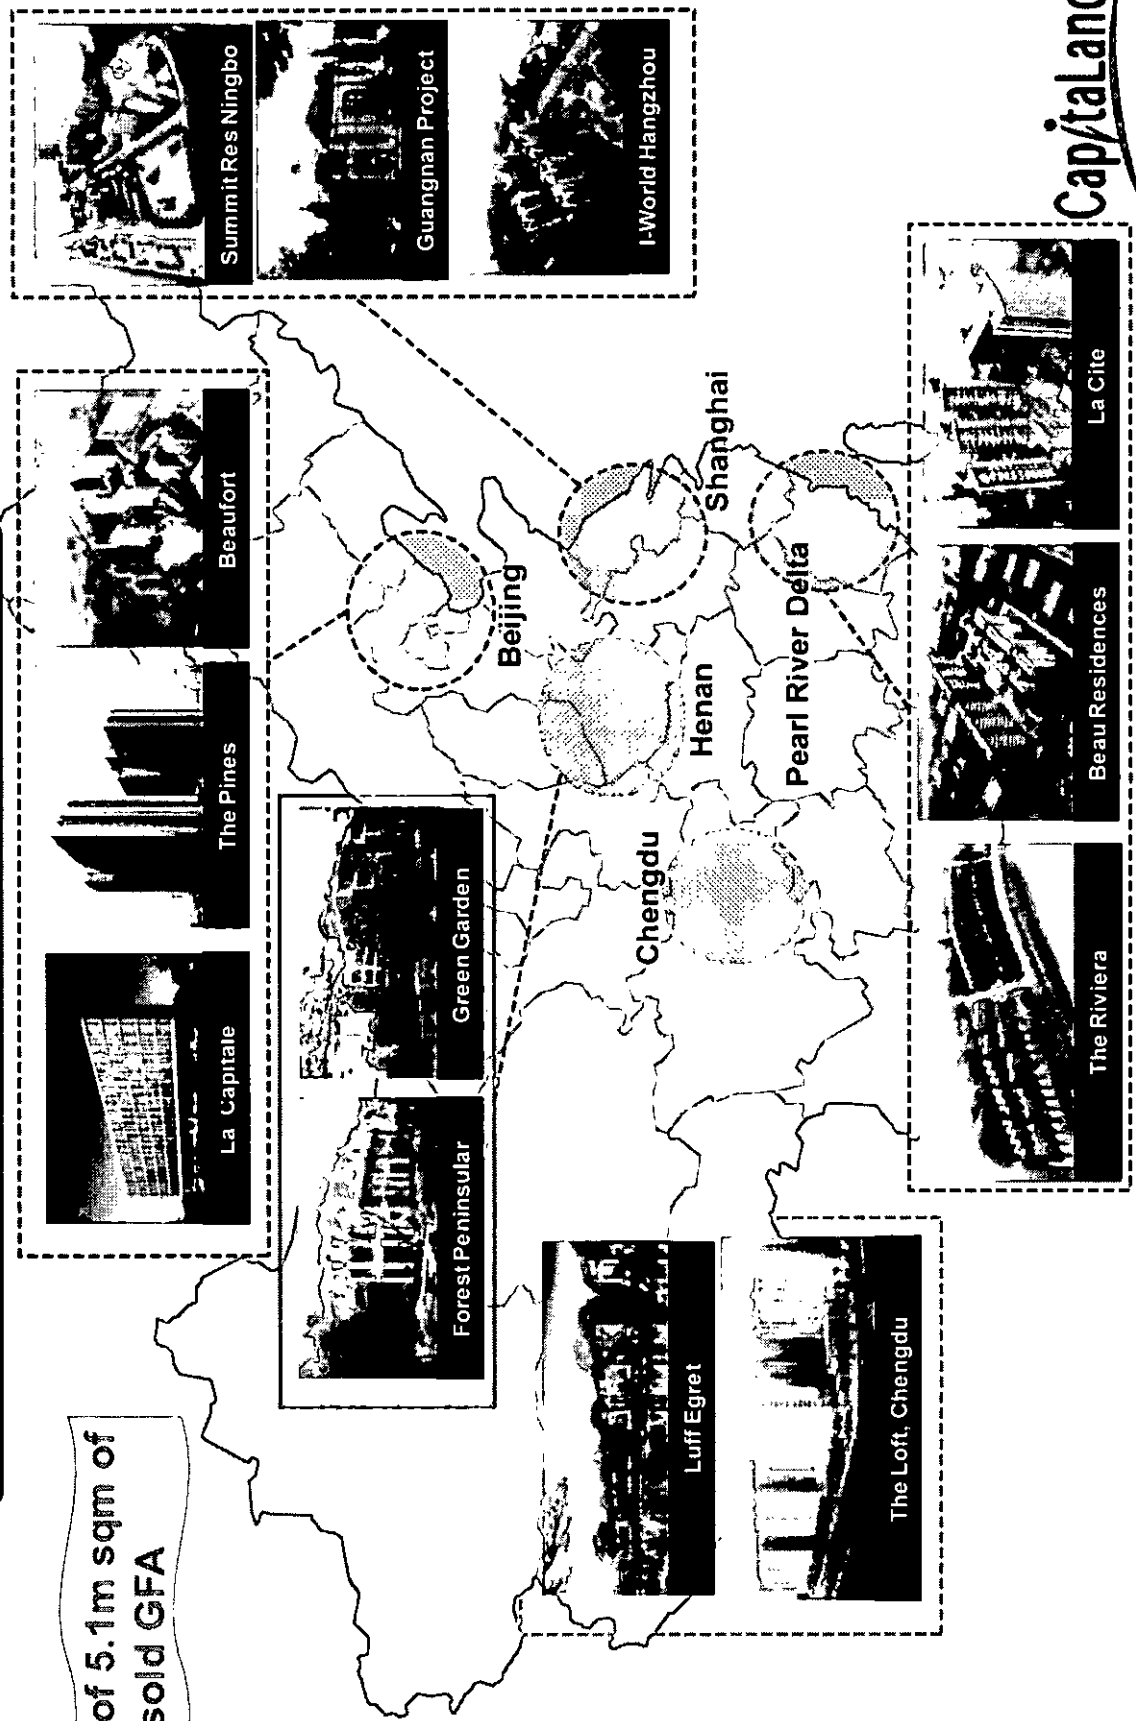 of 5.1m sqm of
sold GFA
La Capitale
The Pines
Beaufort
Summit Res Ningbo
Guangnan Project
I-World Hangzhou
Forest Peninsular
Green Garden
Beijing
Shanghai
Henan
Chengdu
Pearl River Delta
Luff Egret
The Loft, Chengdu
The Riviera
Beau Residences
La Cite
CapitaLand